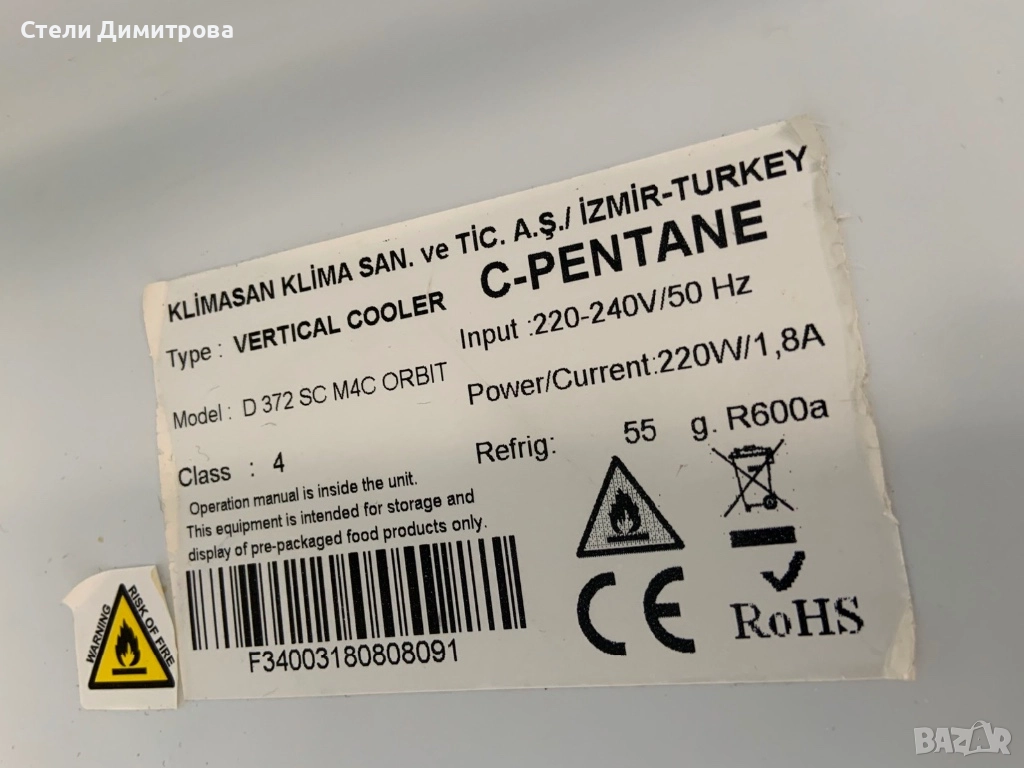 Стели Димитрова
KLİMASAN KLİMA SAN. ve TİC. A.Ş./ İZMİR-TURKEY
Type : VERTICAL COOLER
C-PENTANE
Model : D 372 SC M4C ORBIT
Input :220-240V/50 Hz
Class : 4
Power/Current:220W/1,8A
Refrig: 55 g. R600a
Operation manual is inside the unit.
This equipment is intended for storage and
display of pre-packaged food products only.
F34003180808091
CE
RoHS
WARNING
RISK OF FIRE
BAZAR